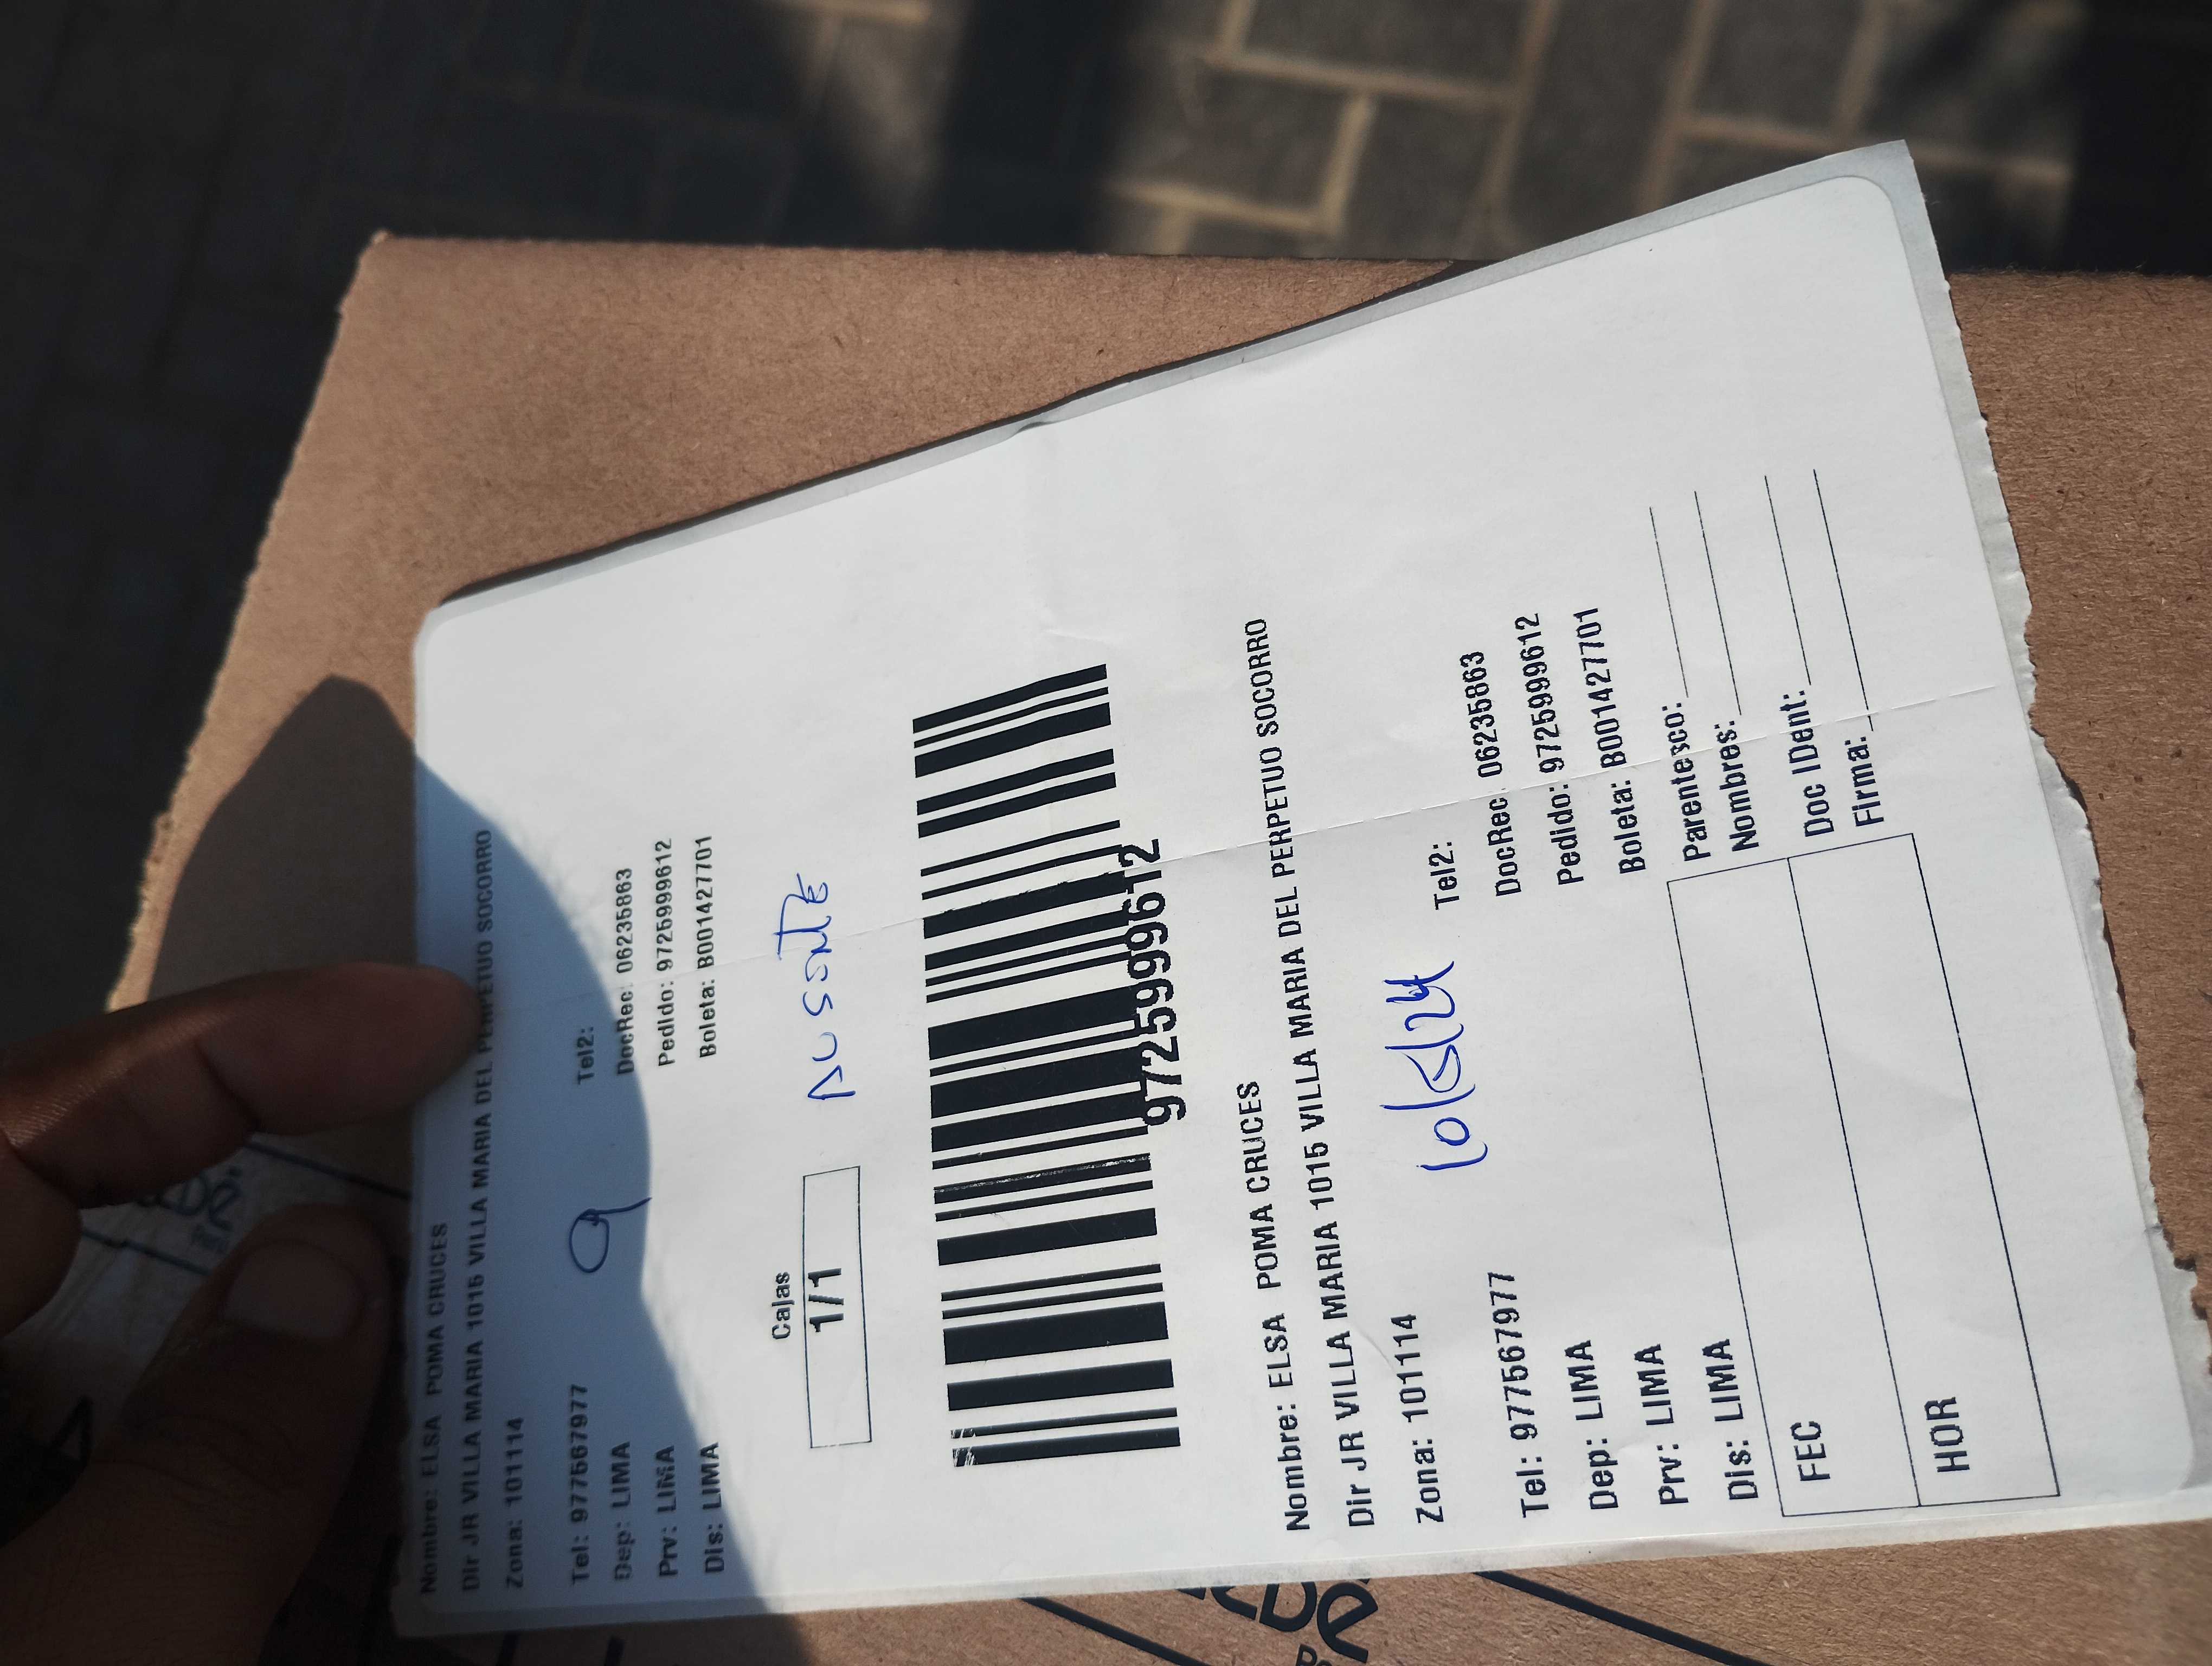 Nombre: ELSA POMA CRUCES
Dir JR VILLA MARIA 1015 VILLA MARIA DEL PERPETUO SOCORRO
Zona: 101114
Tel: 977567977 Tel2:
Dep: LIMA DocRec: 06235863
Prv: LIMA Pedido: 97259999612
Dis: LIMA Boleta: B001427701
Cajas
1/1
AUSENTE
97259999612
Nombre: ELSA POMA CRUCES
Dir JR VILLA MARIA 1015 VILLA MARIA DEL PERPETUO SOCORRO
Zona: 101114
Tel: 977567977 Tel2:
Dep: LIMA DocRec: 06235863
Prv: LIMA Pedido: 97259999612
Dis: LIMA Boleta: B001427701
FEC
HOR
Parentesco:
Nombres:
Doc IDent:
Firma: